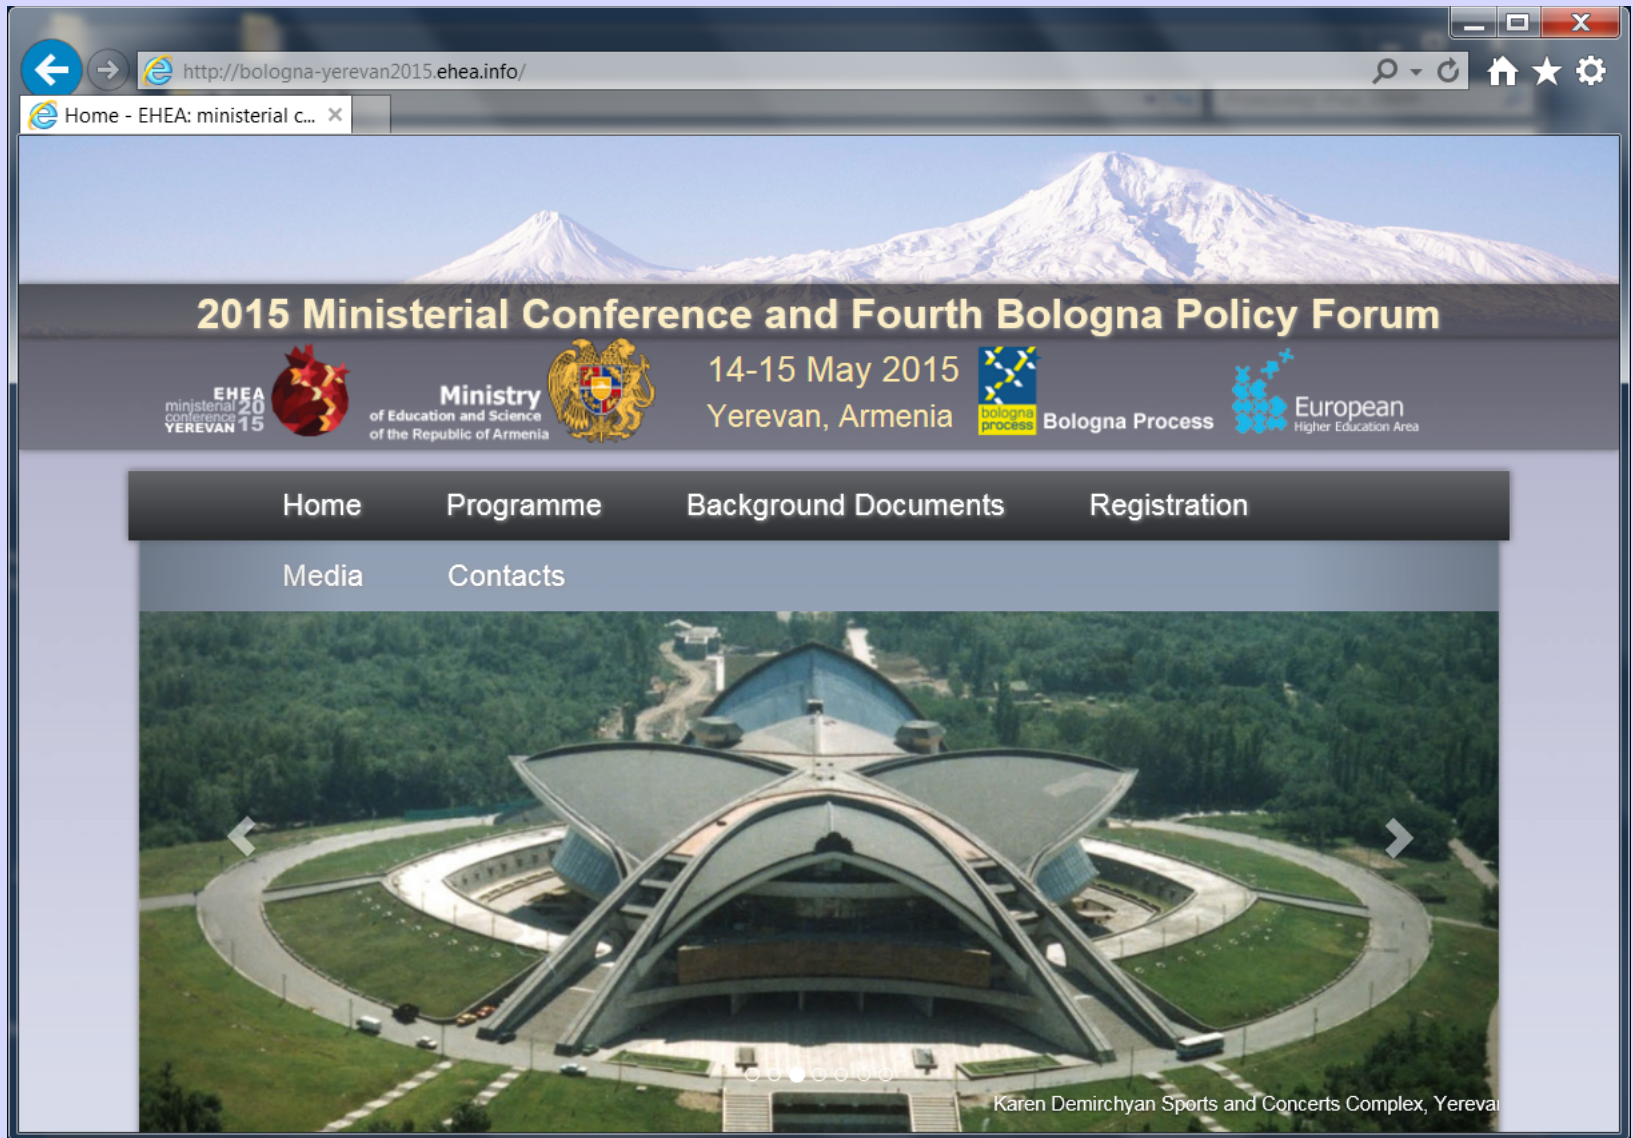 http://bologna-yerevan2015.ehea.info/
Home - EHEA: ministerial c...
2015 Ministerial Conference and Fourth Bologna Policy Forum
EHEA
ministerial 20
conference
YEREVAN 15
Ministry
of Education and Science
of the Republic of Armenia
14-15 May 2015
Yerevan, Armenia
bologna
process
Bologna Process
European
Higher Education Area
Home Programme Background Documents Registration
Media Contacts
Karen Demirchyan Sports and Concerts Complex, Yereva